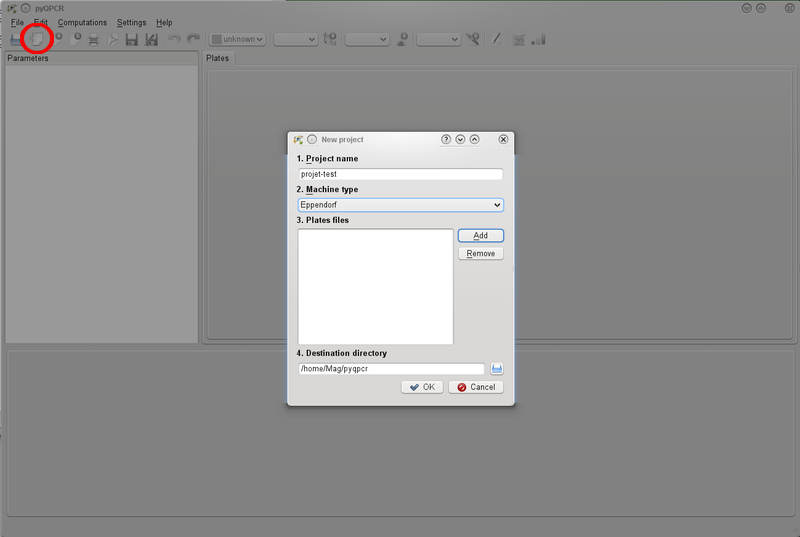 pyQPCR
File Edit Computations Settings Help
unknown
Parameters
Plates
New project
?
1. Project name
projet-test
2. Machine type
Eppendorf
3. Plates files
Add
Remove
4. Destination directory
/home/Mag/pyqpcr
OK Cancel